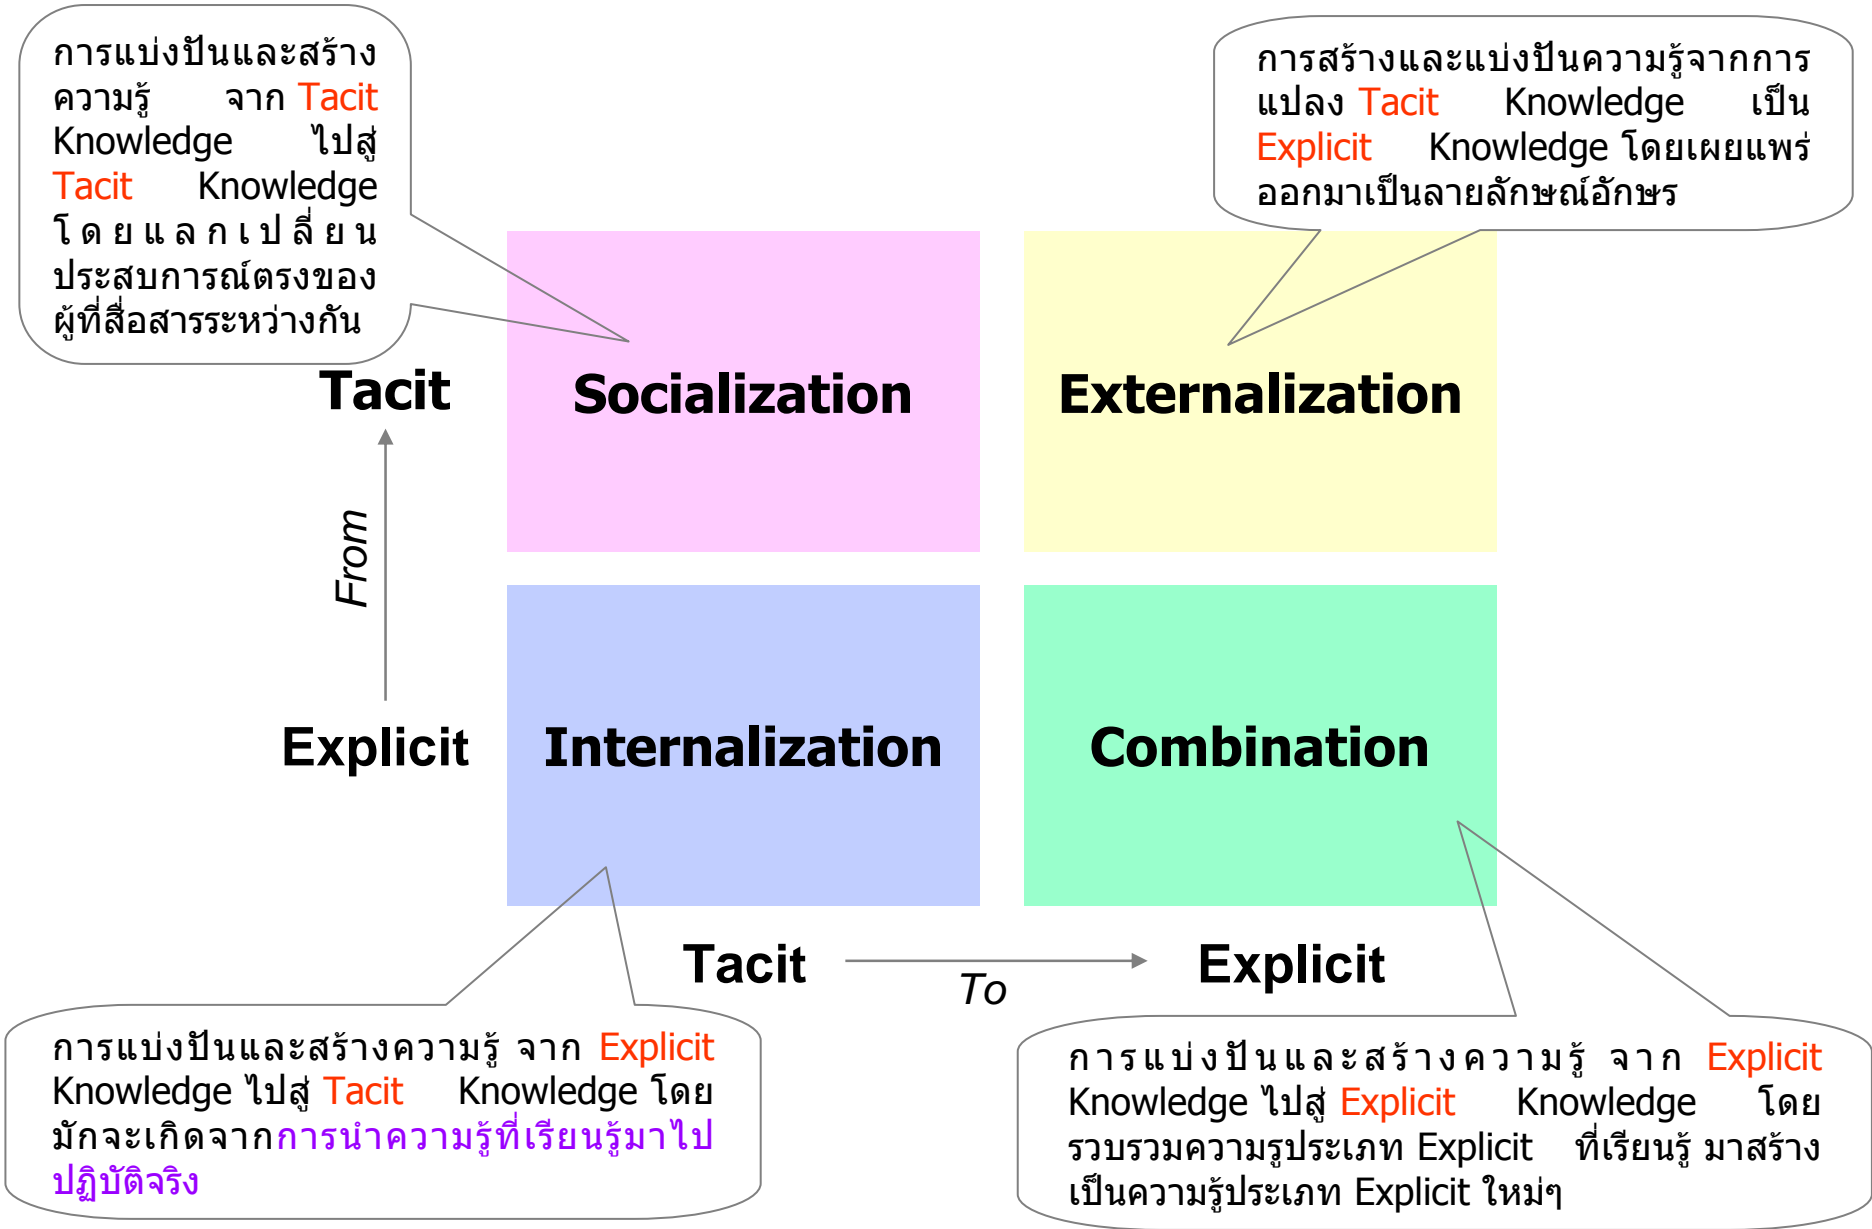 การแบ่งปันและสร้าง
ความรู้ จาก Tacit
Knowledge ไปสู่
Tacit Knowledge
โดยแลกเปลี่ยน
ประสบการณ์ตรงของ
ผู้ที่สื่อสารระหว่างกัน
การสร้างและแบ่งปันความรู้จากการ
แปลง Tacit Knowledge เป็น
Explicit Knowledge โดยเผยแพร่
ออกมาเป็นลายลักษณ์อักษร
Tacit
Socialization
Externalization
From
Explicit
Internalization
Combination
Tacit
To
Explicit
การแบ่งปันและสร้างความรู้ จาก Explicit
Knowledge ไปสู่ Tacit Knowledge โดย
มักจะเกิดจากการนำความรู้ที่เรียนรู้มาไป
ปฏิบัติจริง
การแบ่งปันและสร้างความรู้ จาก Explicit
Knowledge ไปสู่ Explicit Knowledge โดย
รวบรวมความรูประเภท Explicit ที่เรียนรู้ มาสร้าง
เป็นความรู้ประเภท Explicit ใหม่ๆ